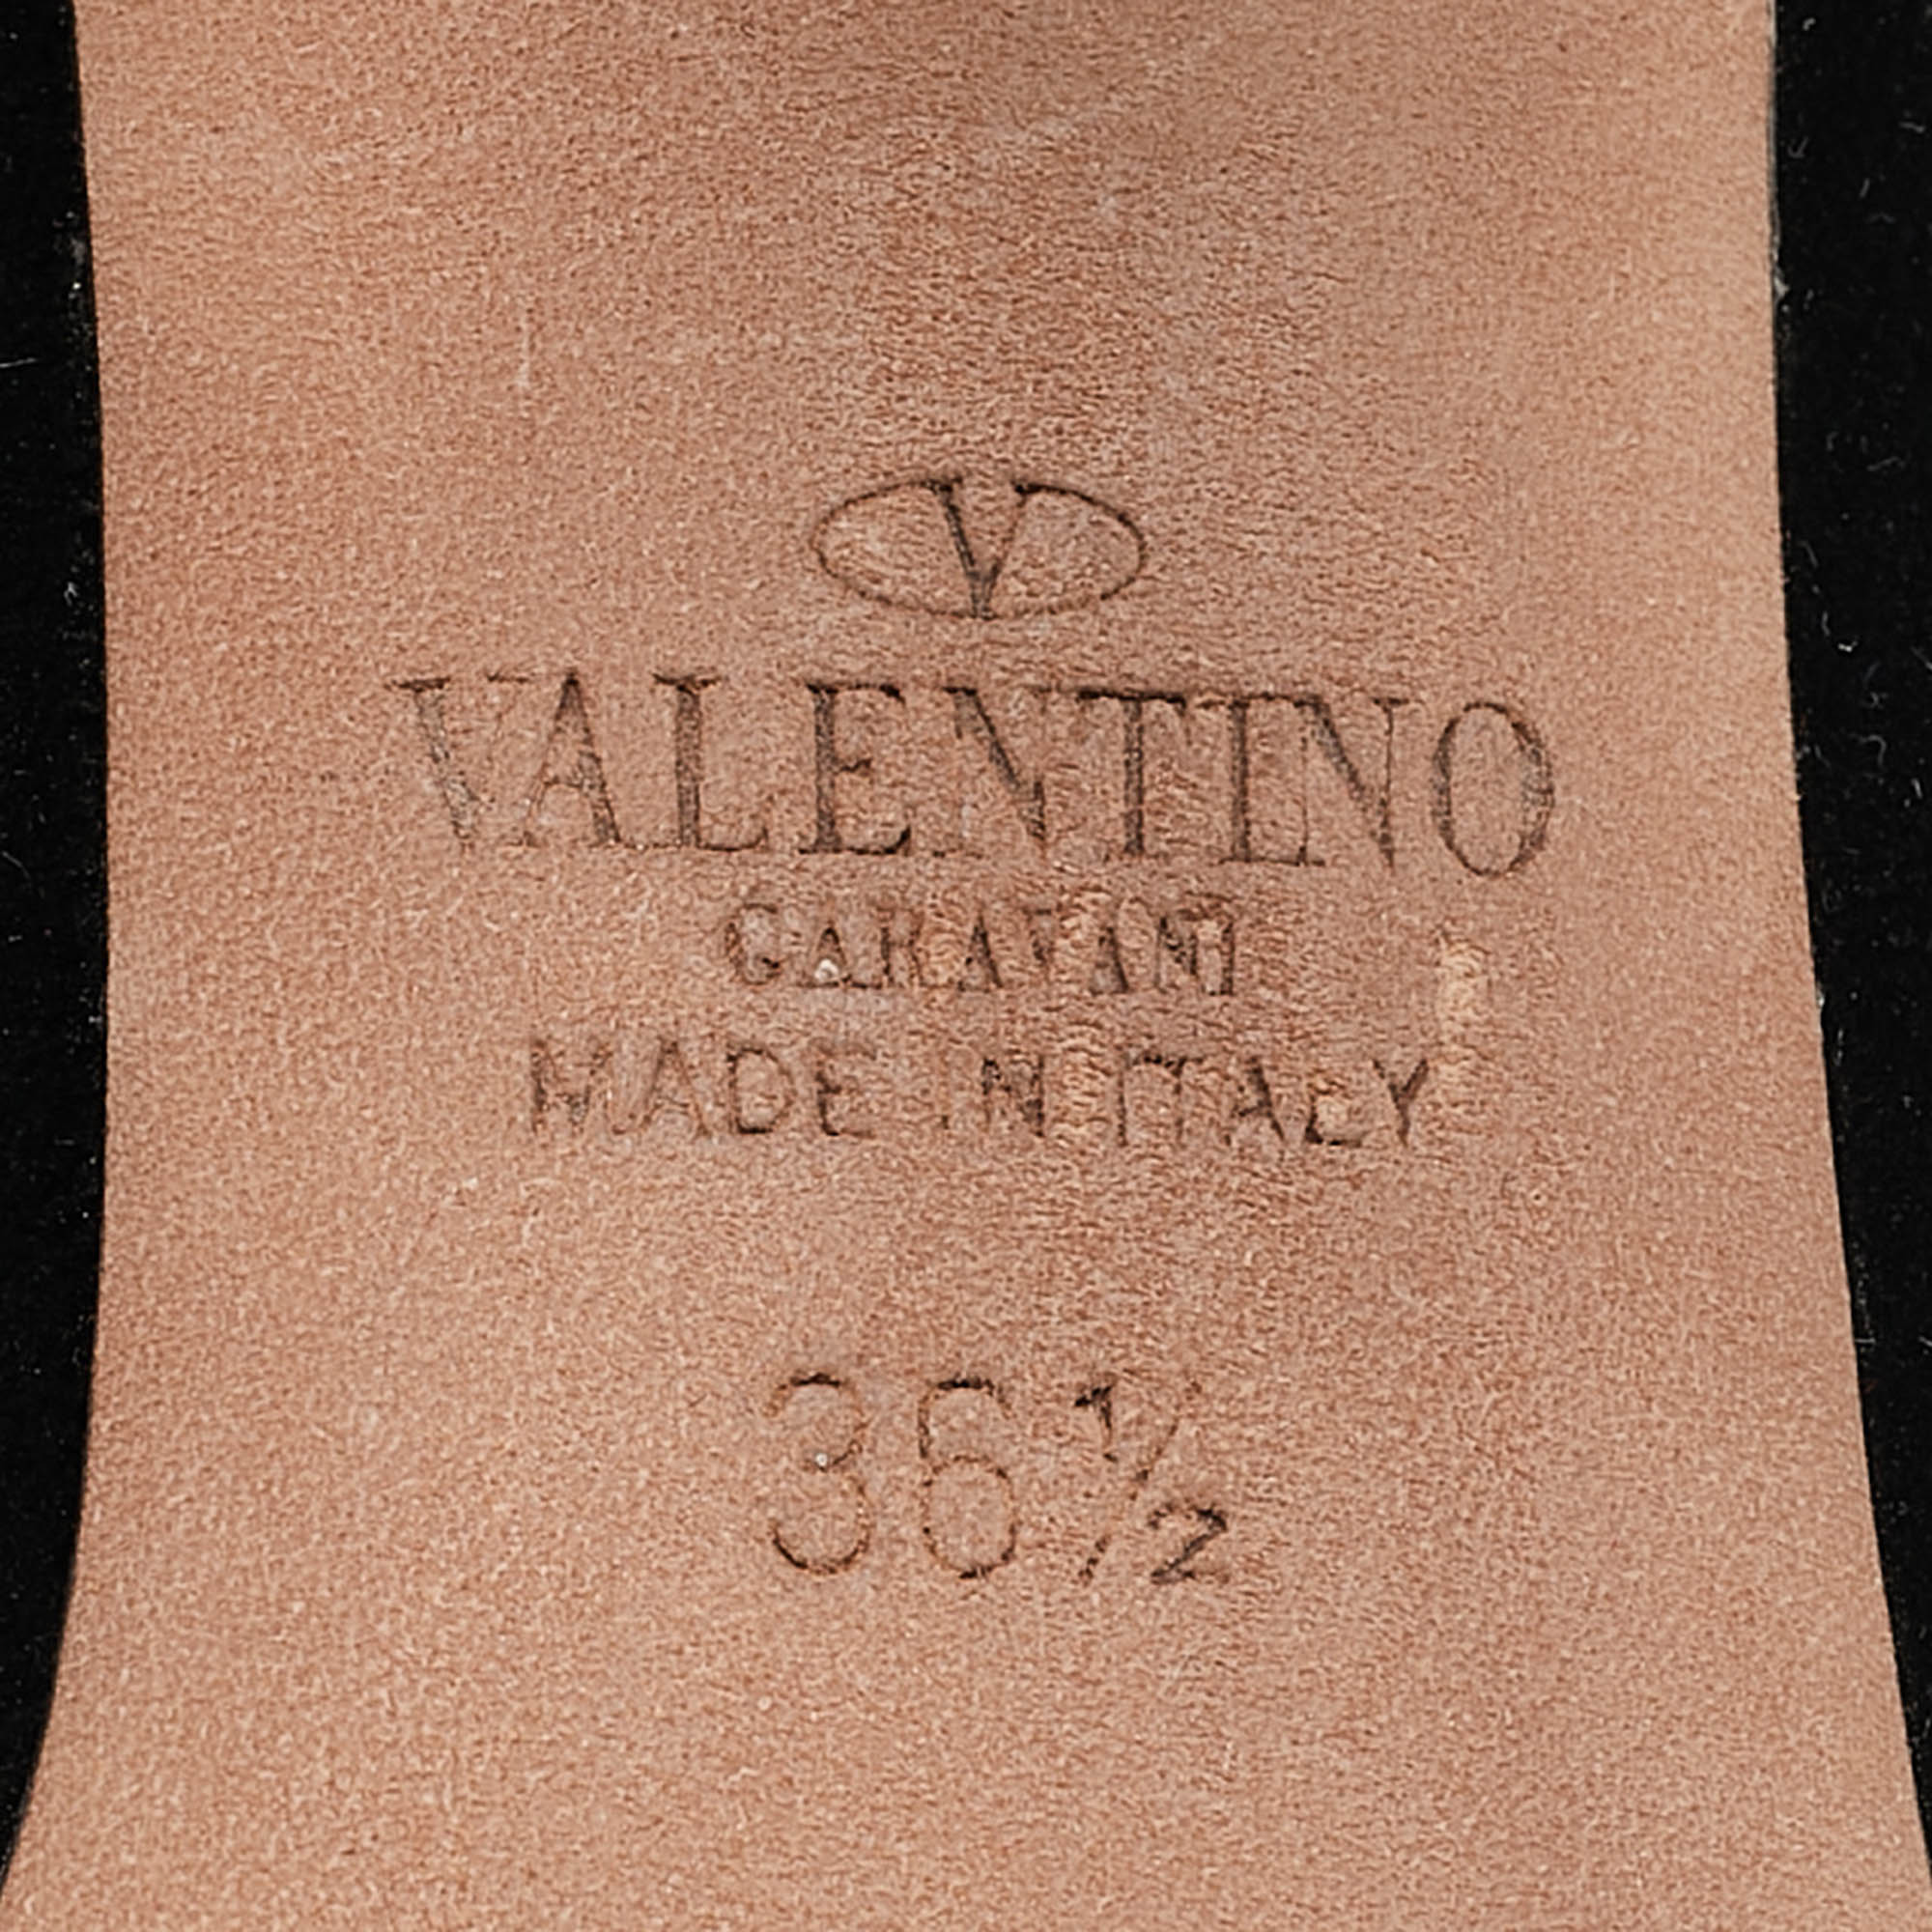 V
VALENTINO
GARAVANI
MADE IN ITALY
36½